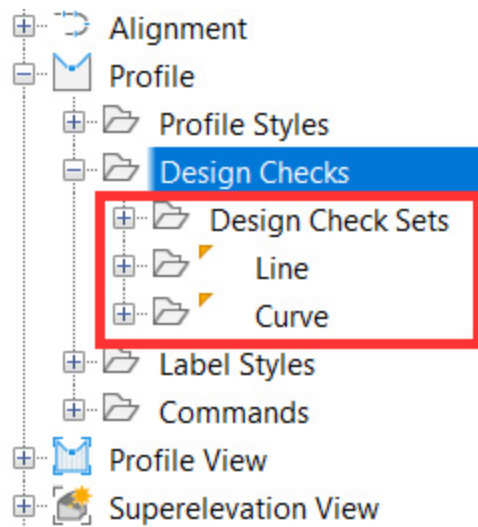 Alignment
Profile
Profile Styles
Design Checks
Design Check Sets
Line
Curve
Label Styles
Commands
Profile View
Superelevation View